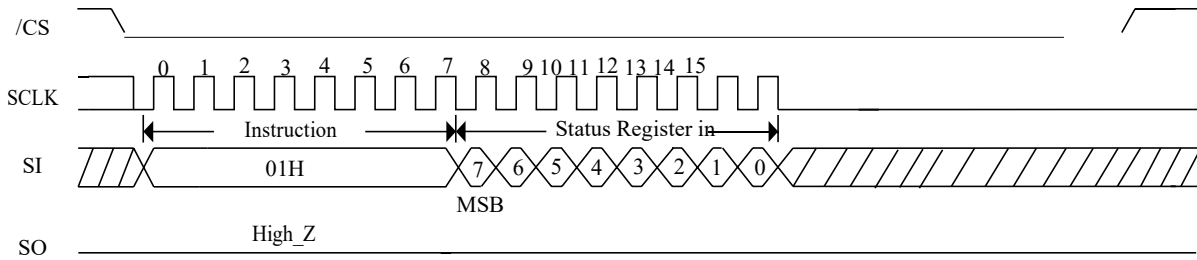 /CS
0 1 2 3 4 5 6 7 8 9 10 11 12 13 14 15
SCLK
Instruction Status Register in
SI 01H 7 6 5 4 3 2 1 0
MSB
High_Z
SO